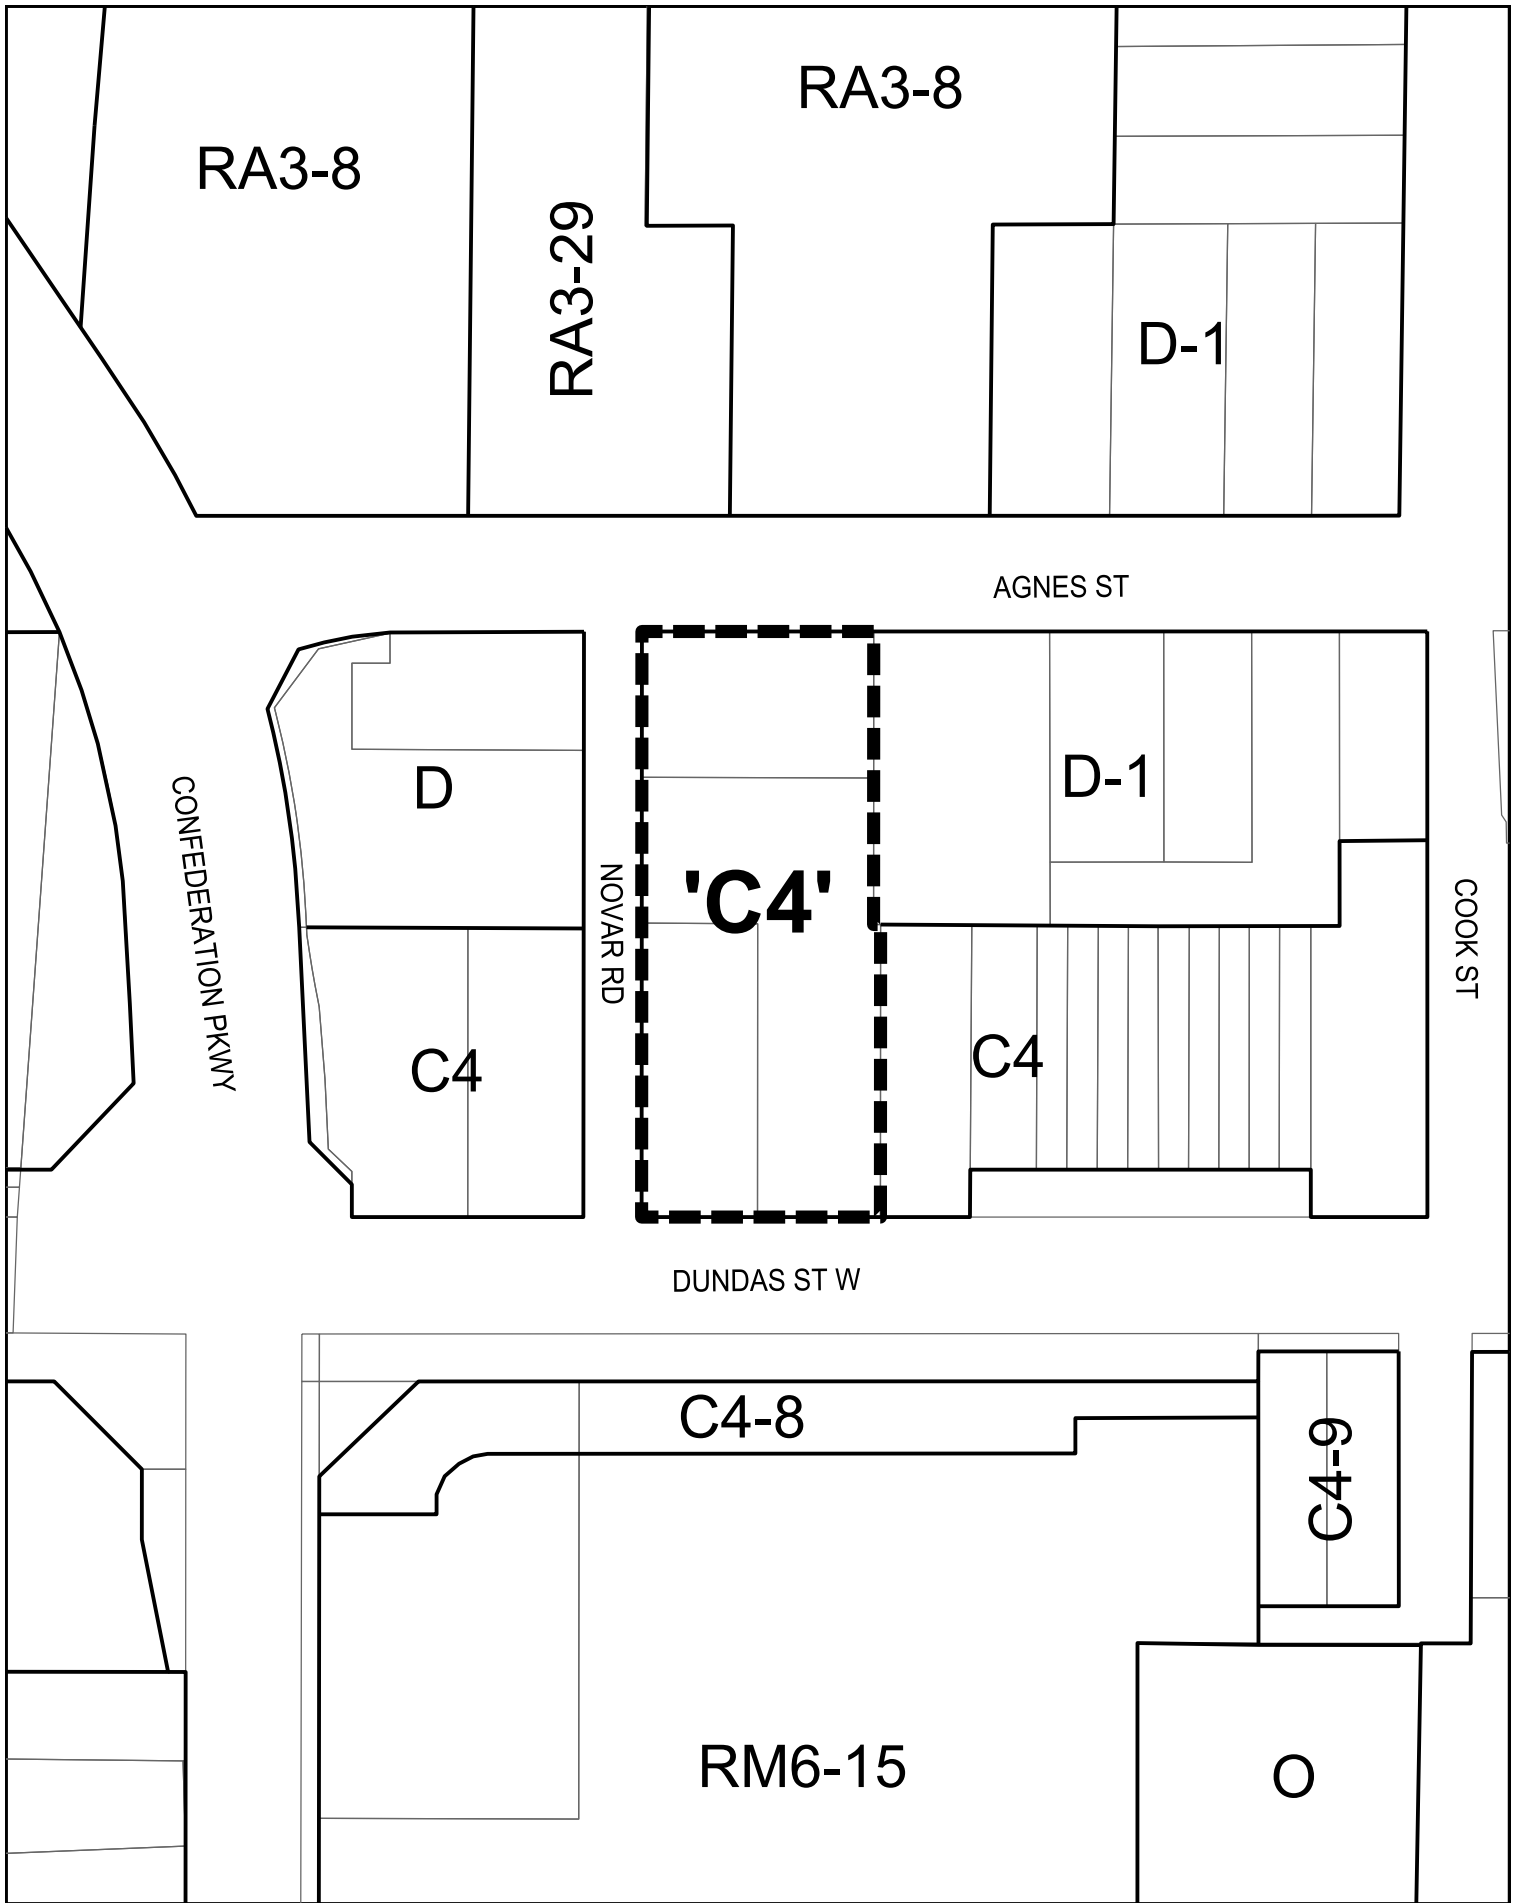 RA3-8
RA3-8
RA3-29
D-1
AGNES ST
D
D-1
'C4'
CONFEDERATION PKWY
NOVAR RD
COOK ST
C4
C4
DUNDAS ST W
C4-8
C4-9
RM6-15
O